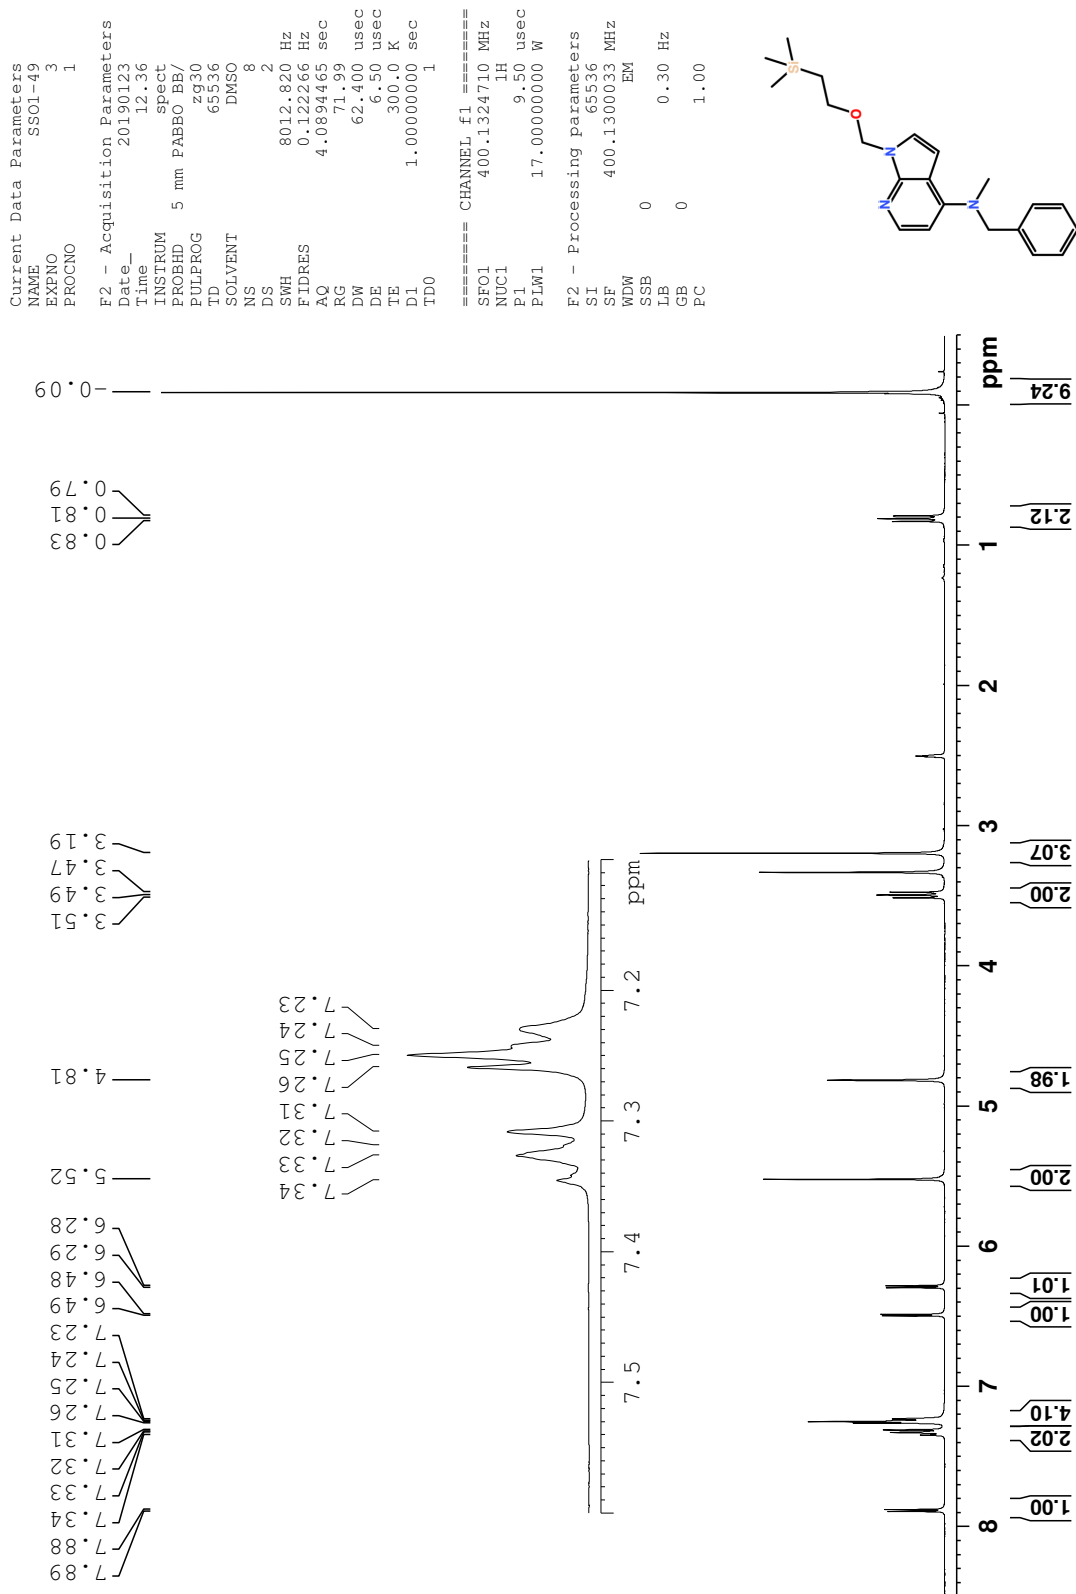 Current Data Parameters
NAME SSO1-49
EXPNO 3
PROCNO 1
F2 - Acquisition Parameters
Date_ 20190123
Time 12.36
INSTRUM spect
PROBHD 5 mm PABBO BB/
PULPROG zg30
TD 65536
SOLVENT DMSO
NS 8
DS 2
SWH 8012.820 Hz
FIDRES 0.122266 Hz
AQ 4.0894465 sec
RG 71.99
DW 62.400 usec
DE 6.50 usec
TE 300.0 K
D1 1.00000000 sec
TD0 1
======== CHANNEL f1 ========
SFO1 400.1324710 MHz
NUC1 1H
P1 9.50 usec
PLW1 17.00000000 W
F2 - Processing parameters
SI 65536
SF 400.1300033 MHz
WDW EM
SSB 0
LB 0.30 Hz
GB 0
PC 1.00
Si
O
N
N
N
7.89
7.88
7.34
7.33
7.32
7.31
7.26
7.25
7.24
7.23
6.49
6.48
6.29
6.28
5.52
4.81
3.51
3.49
3.47
3.19
0.83
0.81
0.79
-0.09
7.34
7.33
7.32
7.31
7.26
7.25
7.24
7.23
7.5 7.4 7.3 7.2 ppm
8 7 6 5 4 3 2 1 ppm
1.00
2.02
4.10
1.00
1.01
2.00
1.98
2.00
3.07
2.12
9.24